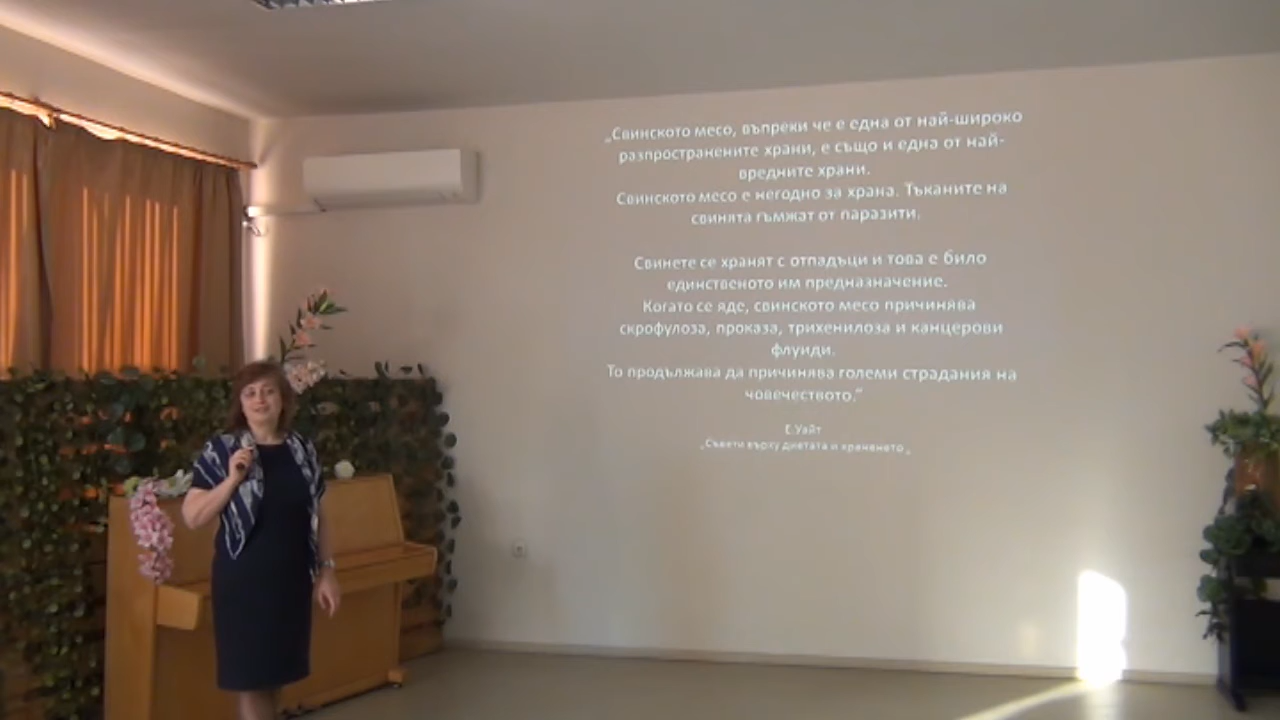 „Свинското месо, въпреки че е една от най-широко
разпространените храни, е също и една от най-
вредните храни.
Свинското месо е негодно за храна. Тъканите на
свинята гъмжат от паразити.
Свинете се хранят с отпадъци и това е било
единственото им предназначение.
Когато се яде, свинското месо причинява
скрофулоза, проказа, трихенилоза и канцерови
флуиди.
То продължава да причинява големи страдания на
човечеството.“
Е.Уайт
„Съвети върху диетата и храненето„